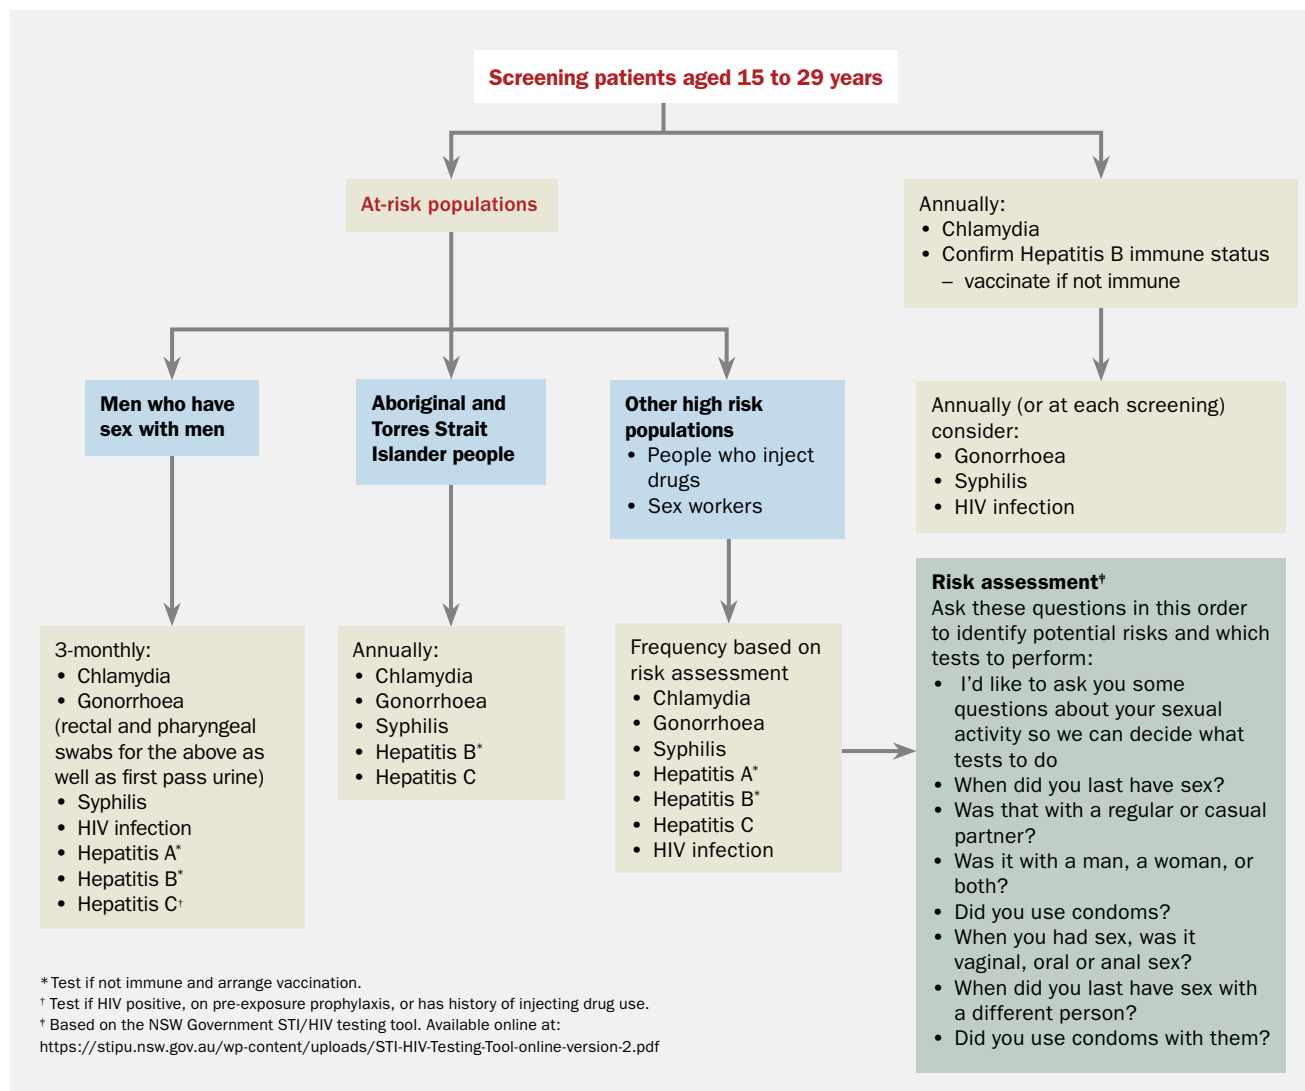 Screening patients aged 15 to 29 years
At-risk populations
Annually:
• Chlamydia
• Confirm Hepatitis B immune status
– vaccinate if not immune
Men who have
sex with men
Aboriginal and
Torres Strait
Islander people
Other high risk
populations
• People who inject
drugs
• Sex workers
Annually (or at each screening)
consider:
• Gonorrhoea
• Syphilis
• HIV infection
3-monthly:
• Chlamydia
• Gonorrhoea
(rectal and pharyngeal
swabs for the above as
well as first pass urine)
• Syphilis
• HIV infection
• Hepatitis A*
• Hepatitis B*
• Hepatitis C†
Annually:
• Chlamydia
• Gonorrhoea
• Syphilis
• Hepatitis B*
• Hepatitis C
Frequency based on
risk assessment
• Chlamydia
• Gonorrhoea
• Syphilis
• Hepatitis A*
• Hepatitis B*
• Hepatitis C
• HIV infection
Risk assessment‡
Ask these questions in this order
to identify potential risks and which
tests to perform:
• I’d like to ask you some
questions about your sexual
activity so we can decide what
tests to do
• When did you last have sex?
• Was that with a regular or casual
partner?
• Was it with a man, a woman, or
both?
• Did you use condoms?
• When you had sex, was it
vaginal, oral or anal sex?
• When did you last have sex with
a different person?
• Did you use condoms with them?
* Test if not immune and arrange vaccination.
† Test if HIV positive, on pre-exposure prophylaxis, or has history of injecting drug use.
† Based on the NSW Government STI/HIV testing tool. Available online at:
https://stipu.nsw.gov.au/wp-content/uploads/STI-HIV-Testing-Tool-online-version-2.pdf